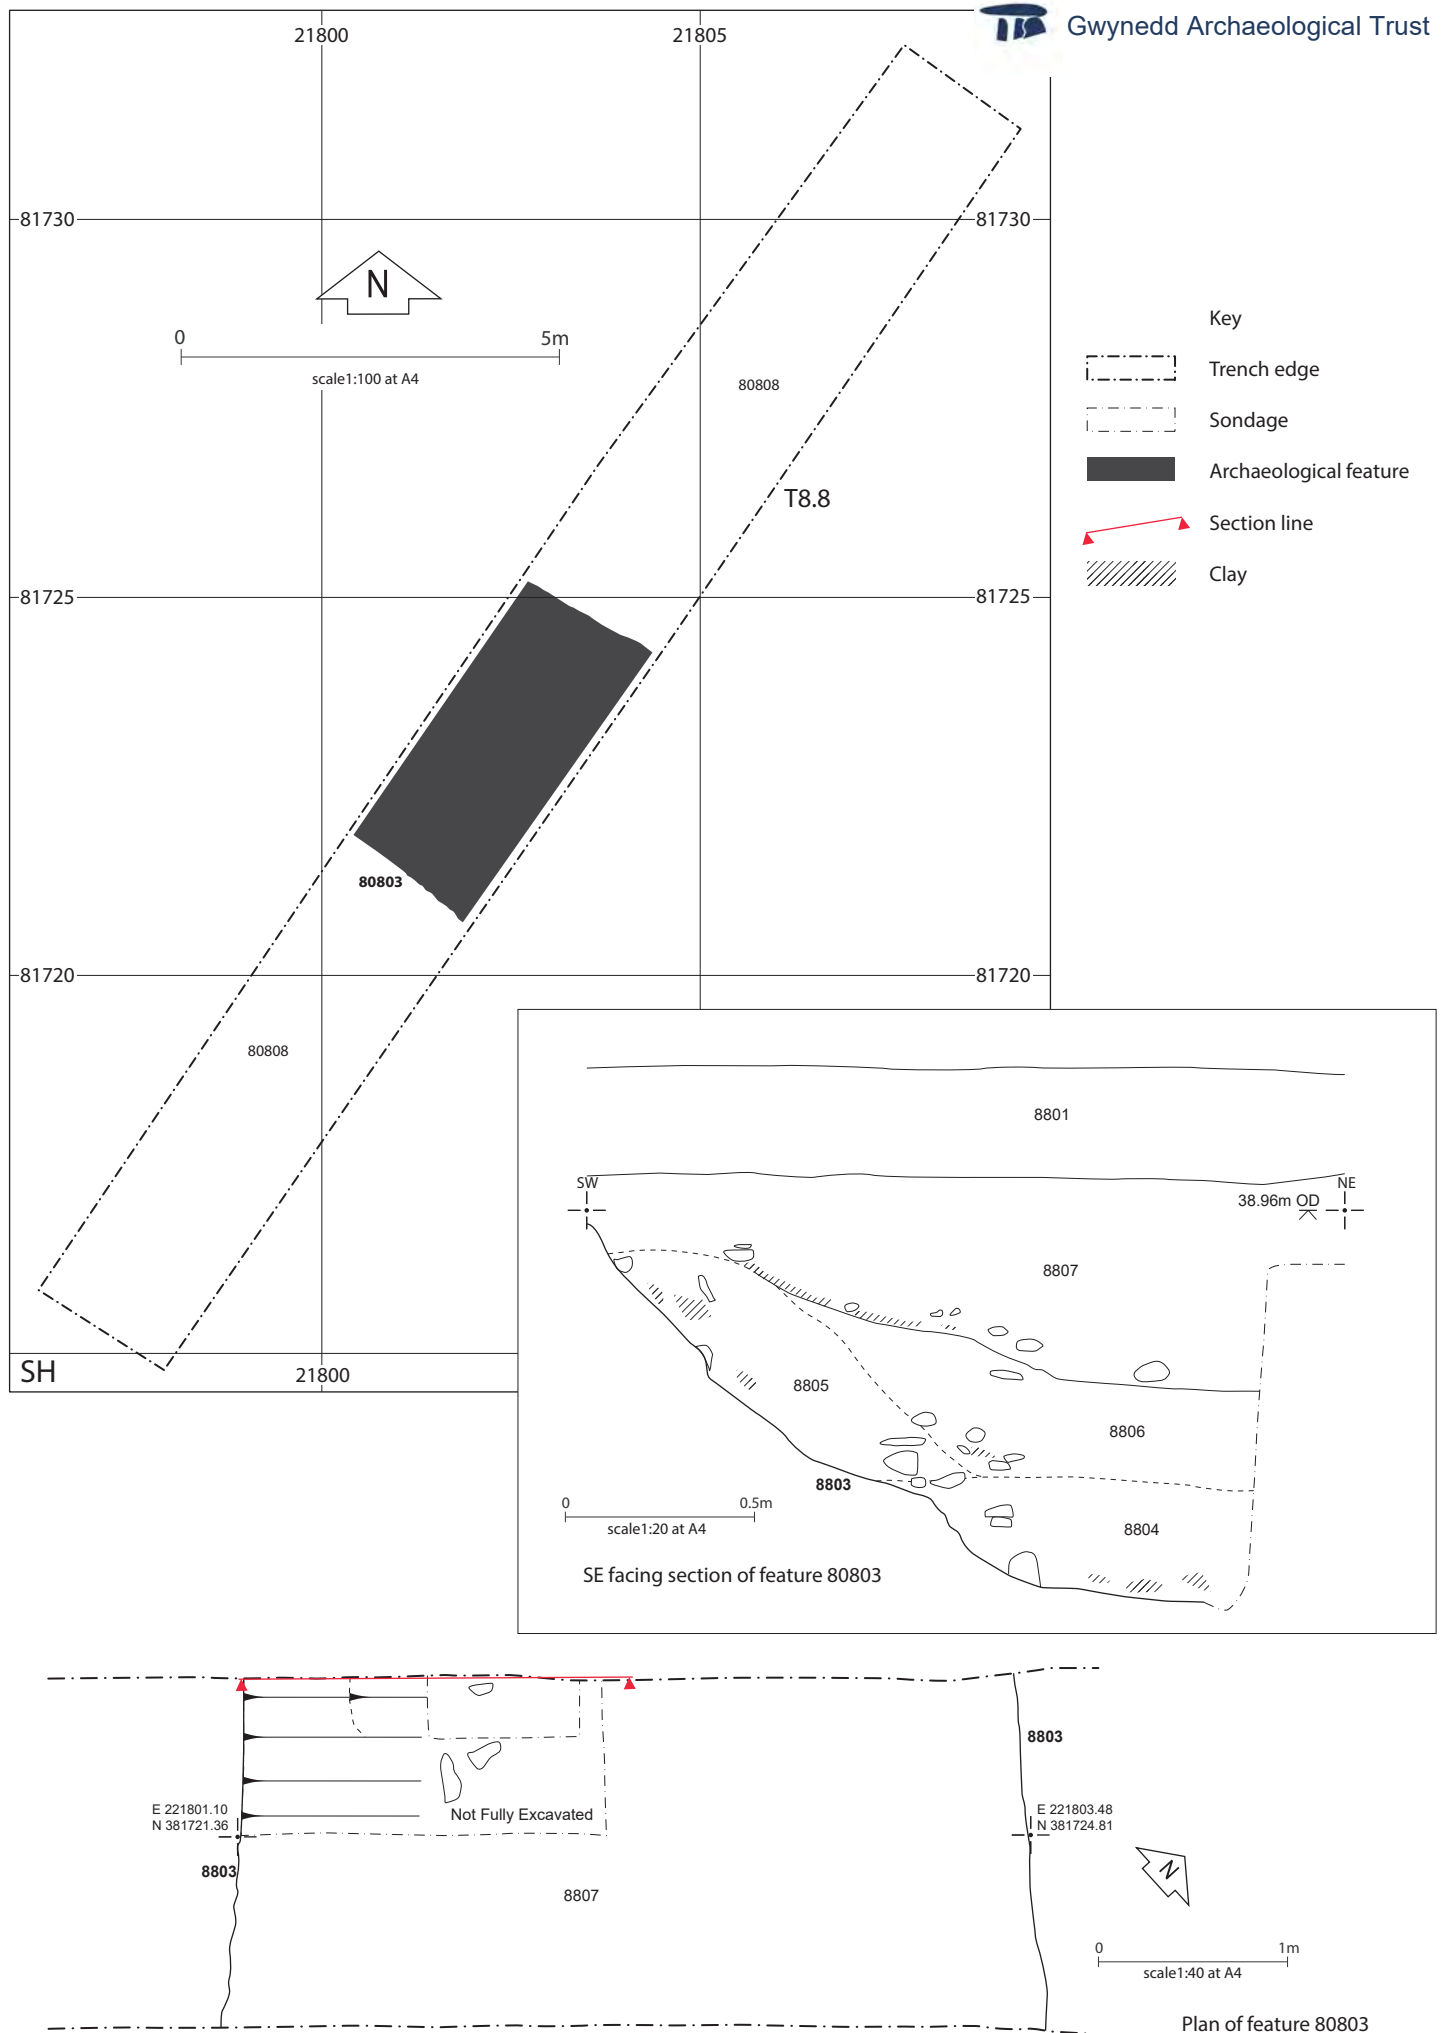 Gwynedd Archaeological Trust
21800
21805
81730
81730
N
0
5m
scale1:100 at A4
80808
T8.8
Key
Trench edge
Sondage
Archaeological feature
Section line
Clay
81725
81725
80803
81720
81720
80808
SH
21800
8801
SW
NE
38.96m OD
8807
8805
8806
8803
8804
0
0.5m
scale1:20 at A4
SE facing section of feature 80803
8803
E 221801.10
N 381721.36
Not Fully Excavated
E 221803.48
N 381724.81
8803
8807
N
0
1m
scale1:40 at A4
Plan of feature 80803